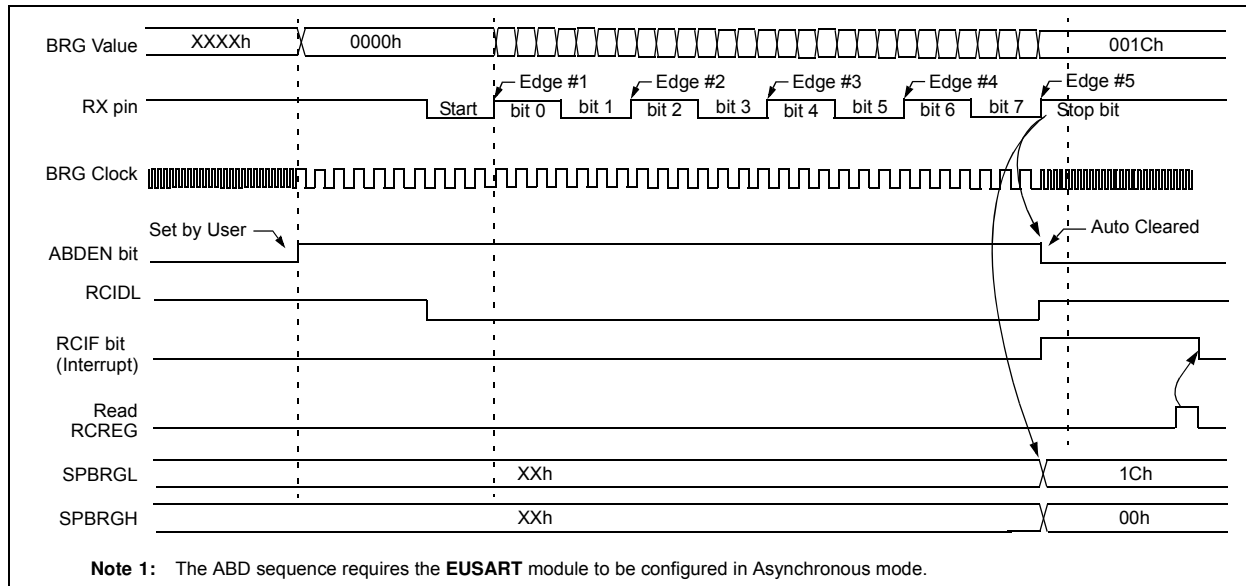 BRG Value
XXXXh
0000h
001Ch
Edge #1
Edge #2
Edge #3
Edge #4
Edge #5
RX pin
Start
bit 0
bit 1
bit 2
bit 3
bit 4
bit 5
bit 6
bit 7
Stop bit
BRG Clock
Set by User
Auto Cleared
ABDEN bit
RCIDL
RCIF bit
(Interrupt)
Read
RCREG
SPBRGL
XXh
1Ch
SPBRGH
XXh
00h
Note 1: The ABD sequence requires the EUSART module to be configured in Asynchronous mode.